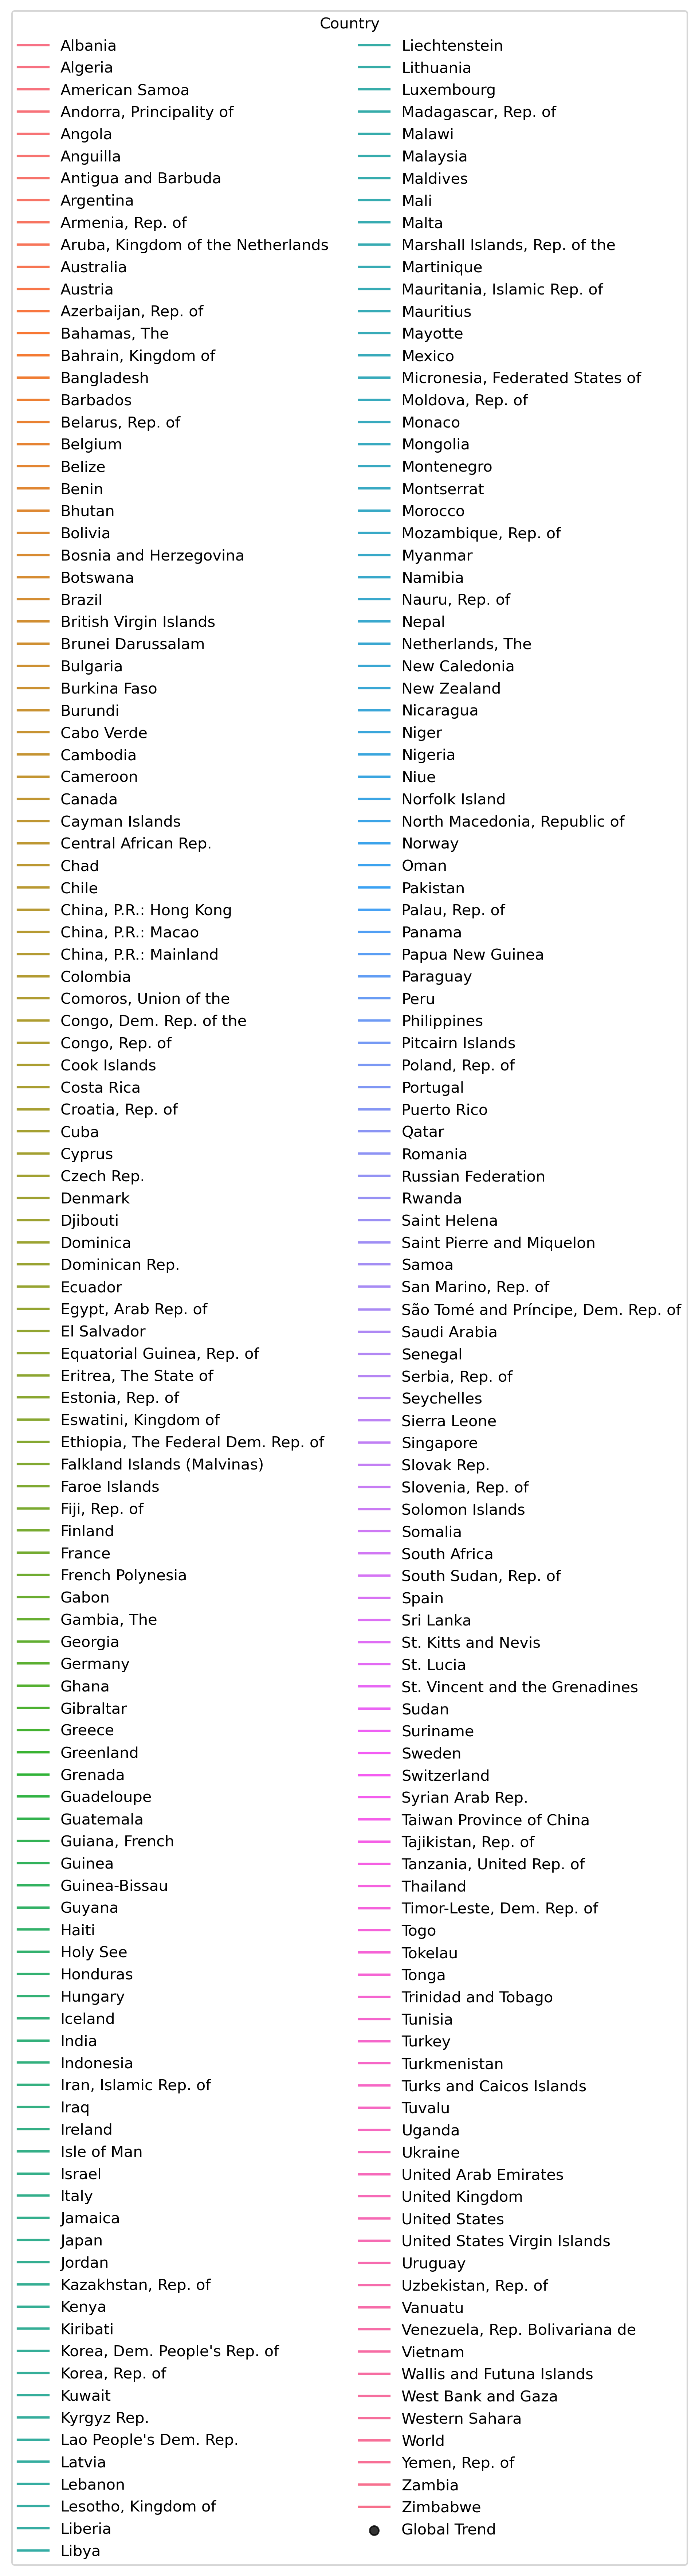 Country
Albania
Algeria
American Samoa
Andorra, Principality of
Angola
Anguilla
Antigua and Barbuda
Argentina
Armenia, Rep. of
Aruba, Kingdom of the Netherlands
Australia
Austria
Azerbaijan, Rep. of
Bahamas, The
Bahrain, Kingdom of
Bangladesh
Barbados
Belarus, Rep. of
Belgium
Belize
Benin
Bhutan
Bolivia
Bosnia and Herzegovina
Botswana
Brazil
British Virgin Islands
Brunei Darussalam
Bulgaria
Burkina Faso
Burundi
Cabo Verde
Cambodia
Cameroon
Canada
Cayman Islands
Central African Rep.
Chad
Chile
China, P.R.: Hong Kong
China, P.R.: Macao
China, P.R.: Mainland
Colombia
Comoros, Union of the
Congo, Dem. Rep. of the
Congo, Rep. of
Cook Islands
Costa Rica
Croatia, Rep. of
Cuba
Cyprus
Czech Rep.
Denmark
Djibouti
Dominica
Dominican Rep.
Ecuador
Egypt, Arab Rep. of
El Salvador
Equatorial Guinea, Rep. of
Eritrea, The State of
Estonia, Rep. of
Eswatini, Kingdom of
Ethiopia, The Federal Dem. Rep. of
Falkland Islands (Malvinas)
Faroe Islands
Fiji, Rep. of
Finland
France
French Polynesia
Gabon
Gambia, The
Georgia
Germany
Ghana
Gibraltar
Greece
Greenland
Grenada
Guadeloupe
Guatemala
Guiana, French
Guinea
Guinea-Bissau
Guyana
Haiti
Holy See
Honduras
Hungary
Iceland
India
Indonesia
Iran, Islamic Rep. of
Iraq
Ireland
Isle of Man
Israel
Italy
Jamaica
Japan
Jordan
Kazakhstan, Rep. of
Kenya
Kiribati
Korea, Dem. People's Rep. of
Korea, Rep. of
Kuwait
Kyrgyz Rep.
Lao People's Dem. Rep.
Latvia
Lebanon
Lesotho, Kingdom of
Liberia
Libya
Liechtenstein
Lithuania
Luxembourg
Madagascar, Rep. of
Malawi
Malaysia
Maldives
Mali
Malta
Marshall Islands, Rep. of the
Martinique
Mauritania, Islamic Rep. of
Mauritius
Mayotte
Mexico
Micronesia, Federated States of
Moldova, Rep. of
Monaco
Mongolia
Montenegro
Montserrat
Morocco
Mozambique, Rep. of
Myanmar
Namibia
Nauru, Rep. of
Nepal
Netherlands, The
New Caledonia
New Zealand
Nicaragua
Niger
Nigeria
Niue
Norfolk Island
North Macedonia, Republic of
Norway
Oman
Pakistan
Palau, Rep. of
Panama
Papua New Guinea
Paraguay
Peru
Philippines
Pitcairn Islands
Poland, Rep. of
Portugal
Puerto Rico
Qatar
Romania
Russian Federation
Rwanda
Saint Helena
Saint Pierre and Miquelon
Samoa
San Marino, Rep. of
São Tomé and Príncipe, Dem. Rep. of
Saudi Arabia
Senegal
Serbia, Rep. of
Seychelles
Sierra Leone
Singapore
Slovak Rep.
Slovenia, Rep. of
Solomon Islands
Somalia
South Africa
South Sudan, Rep. of
Spain
Sri Lanka
St. Kitts and Nevis
St. Lucia
St. Vincent and the Grenadines
Sudan
Suriname
Sweden
Switzerland
Syrian Arab Rep.
Taiwan Province of China
Tajikistan, Rep. of
Tanzania, United Rep. of
Thailand
Timor-Leste, Dem. Rep. of
Togo
Tokelau
Tonga
Trinidad and Tobago
Tunisia
Turkey
Turkmenistan
Turks and Caicos Islands
Tuvalu
Uganda
Ukraine
United Arab Emirates
United Kingdom
United States
United States Virgin Islands
Uruguay
Uzbekistan, Rep. of
Vanuatu
Venezuela, Rep. Bolivariana de
Vietnam
Wallis and Futuna Islands
West Bank and Gaza
Western Sahara
World
Yemen, Rep. of
Zambia
Zimbabwe
Global Trend